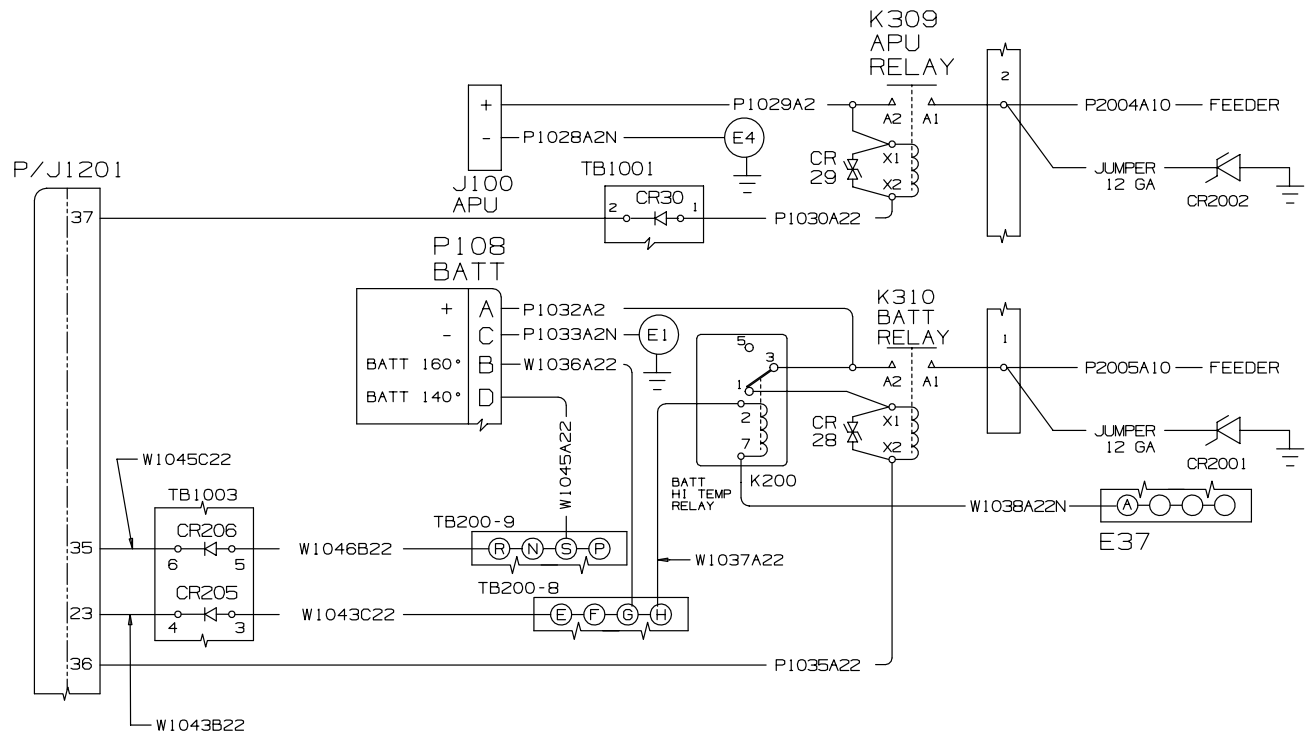 K309
APU
RELAY
2
+
P1029A2
A2
A1
P2004A10
FEEDER
-
P1028A2N
E4
CR
29
X1
X2
JUMPER
12 GA
CR2002
P/J1201
J100
APU
TB1001
CR30
2
1
37
P1030A22
P108
BATT
K310
BATT
RELAY
+
A
P1032A2
-
C
P1033A2N
E1
5
1
BATT 160°
B
W1036A22
3
A2
A1
P2005A10
FEEDER
1
BATT 140°
D
2
CR
28
X1
X2
JUMPER
12 GA
CR2001
7
W1045A22
W1045C22
BATT
HI TEMP
RELAY
K200
TB1003
W1038A22N
A
E37
CR206
TB200-9
35
6
5
W1046B22
R
N
S
P
W1037A22
CR205
TB200-8
23
4
3
W1043C22
E
F
G
H
36
P1035A22
W1043B22